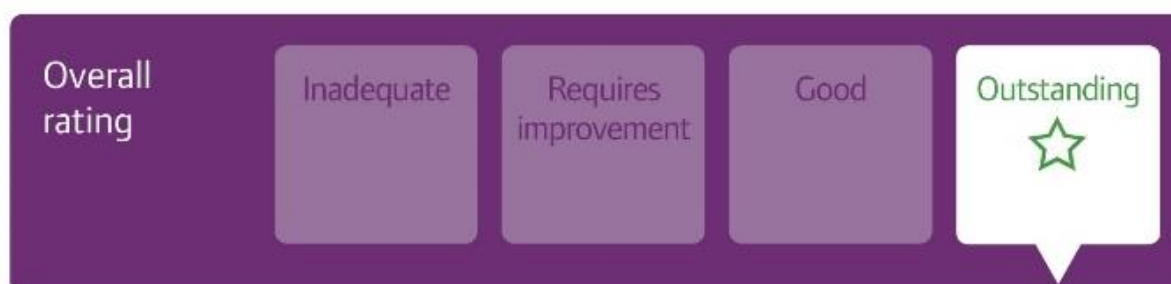 Overall
rating
Inadequate
Requires
improvement
Good
Outstanding